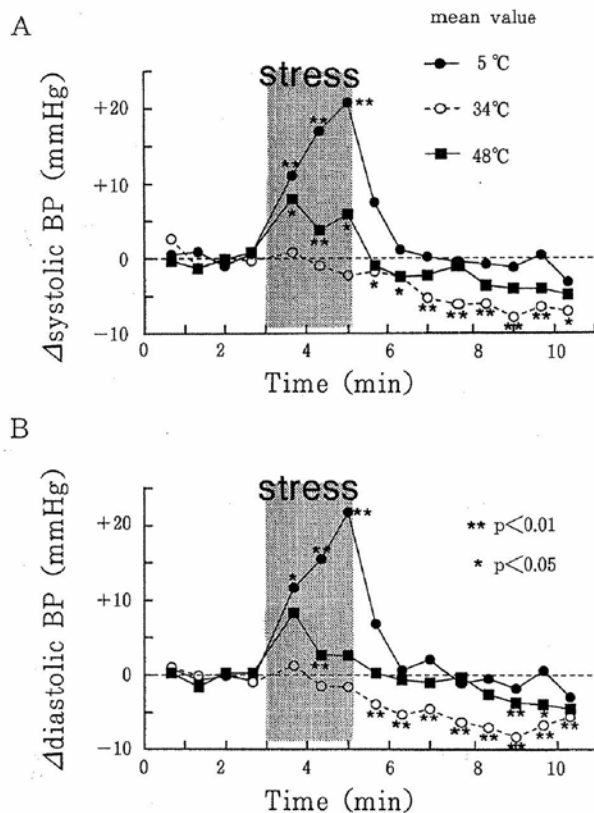 A
mean value
5℃
34℃
48℃
stress
Δsystolic BP (mmHg)
+20
+10
0
−10
** ** **
* * *
* * ** ** ** ** ** *
0 2 4 6 8 10
Time (min)
B
stress
Δdiastolic BP (mmHg)
+20
+10
0
−10
** p<0.01
* p<0.05
* ** **
**
** ** ** ** ** ** ** **
** *
0 2 4 6 8 10
Time (min)